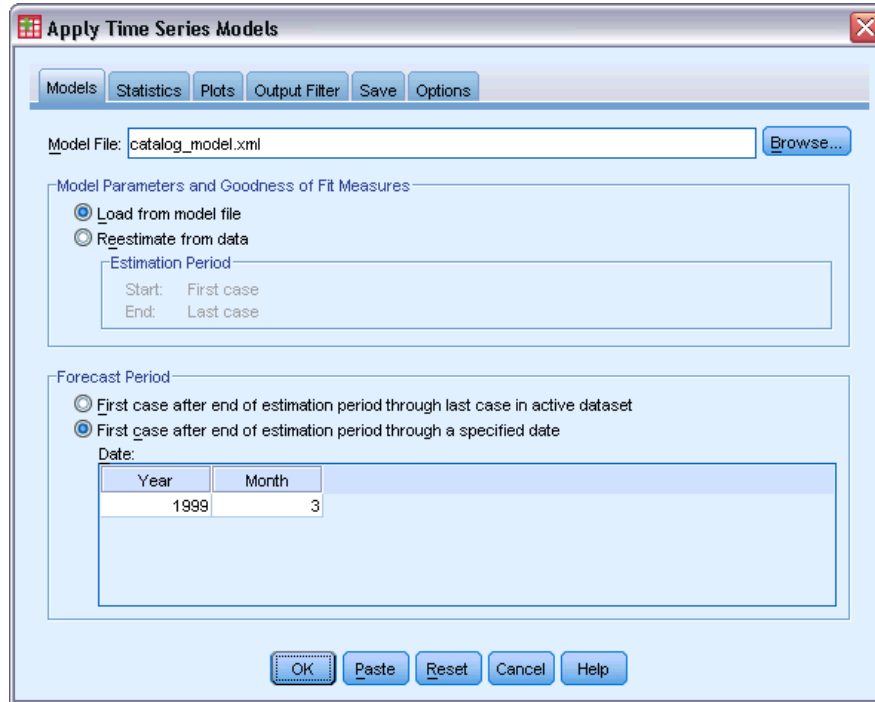 Apply Time Series Models
Models Statistics Plots Output Filter Save Options
Model File: catalog_model.xml Browse...
Model Parameters and Goodness of Fit Measures
Load from model file
Reestimate from data
Estimation Period
Start: First case
End: Last case
Forecast Period
First case after end of estimation period through last case in active dataset
First case after end of estimation period through a specified date
Date:
Year Month
1999 3
OK Paste Reset Cancel Help